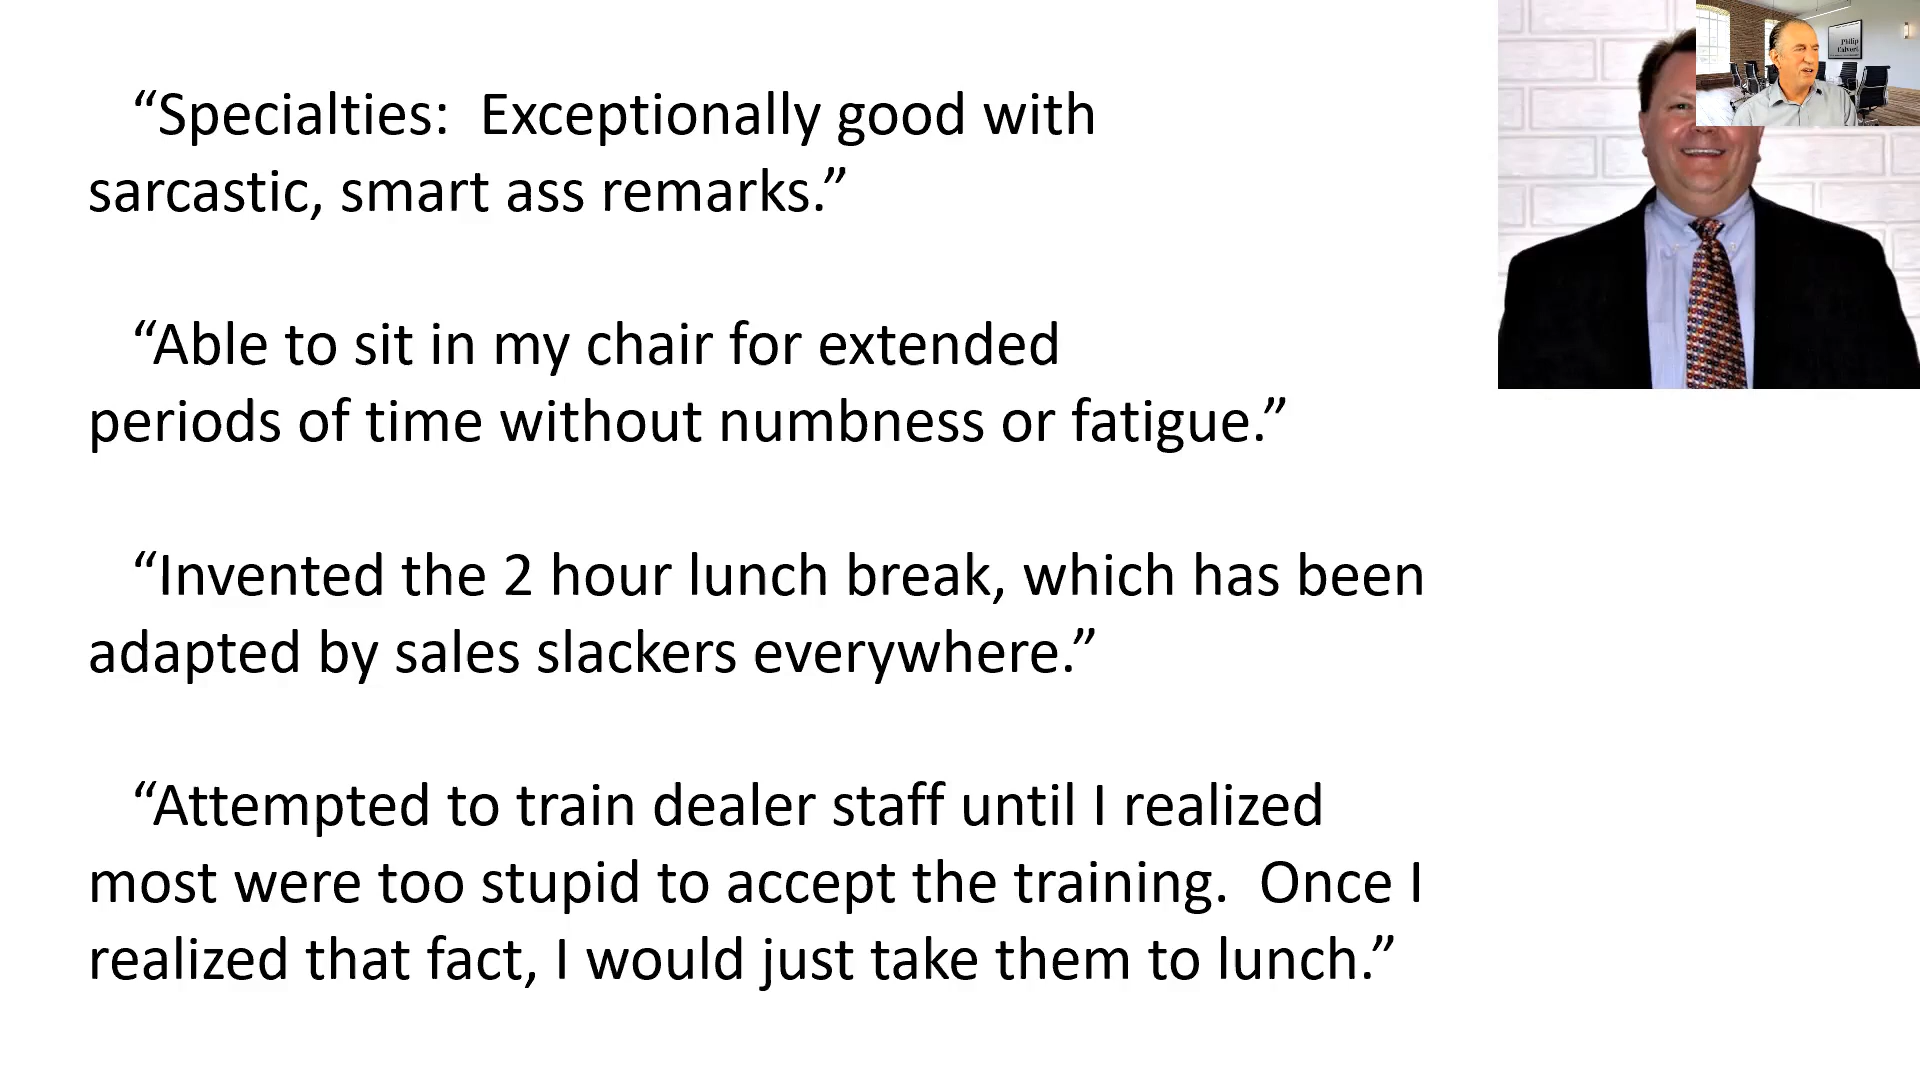 “Specialties:  Exceptionally good with
sarcastic, smart ass remarks.”
“Able to sit in my chair for extended
periods of time without numbness or fatigue.”
“Invented the 2 hour lunch break, which has been
adapted by sales slackers everywhere.”
“Attempted to train dealer staff until I realized
most were too stupid to accept the training.  Once I
realized that fact, I would just take them to lunch.”
Philip
Calvert